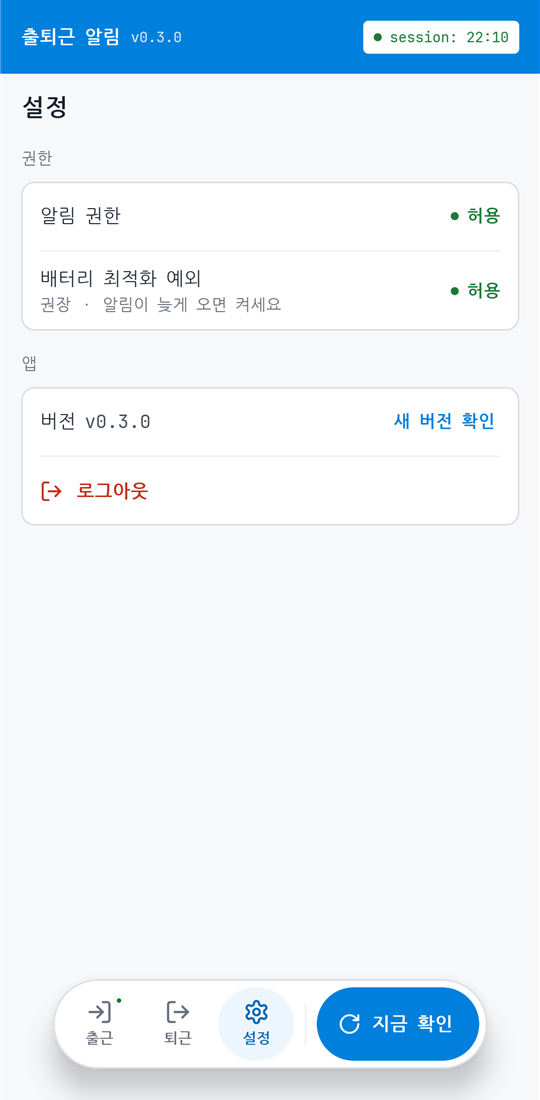 출퇴근 알림 v0.3.0
session: 22:10
설정
권한
알림 권한
허용
배터리 최적화 예외
권장 · 알림이 늦게 오면 켜세요
허용
앱
버전 v0.3.0
새 버전 확인
로그아웃
출근
퇴근
설정
지금 확인